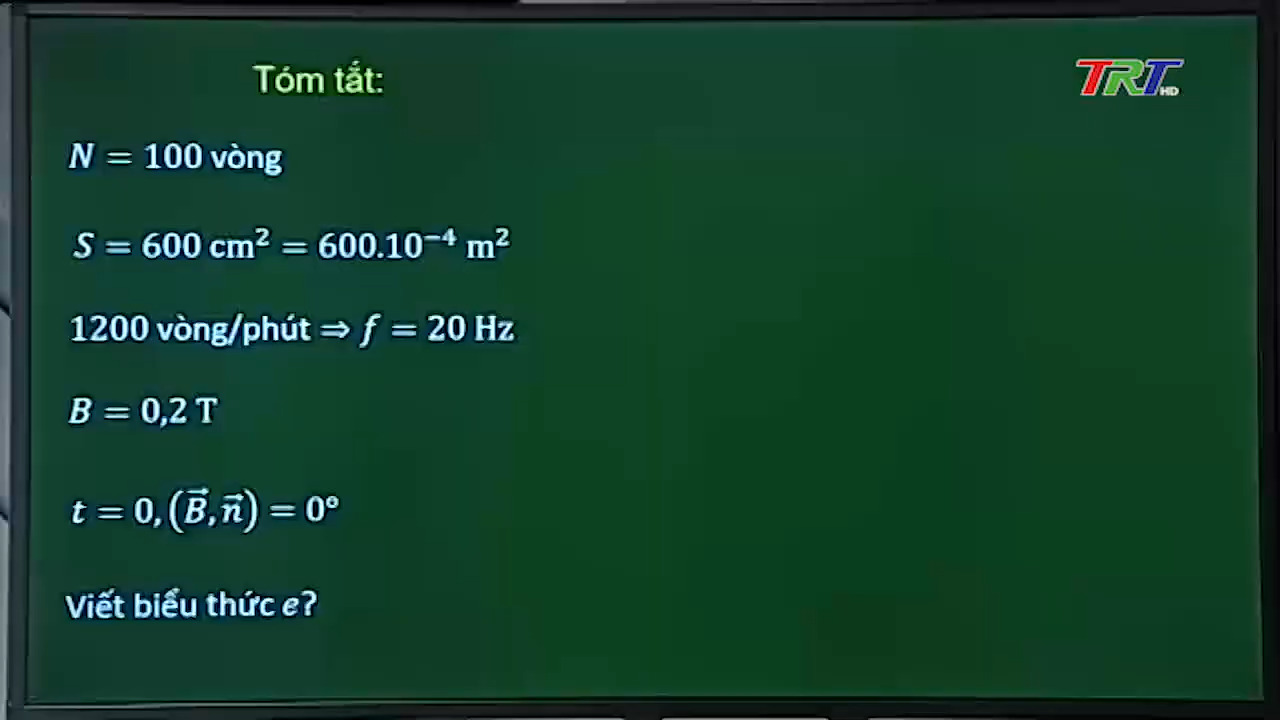 Tóm tắt:
TRT HD
N = 100 vòng
S = 600 cm² = 600.10⁻⁴ m²
1200 vòng/phút ⇒ f = 20 Hz
B = 0,2 T
t = 0, (B⃗, n⃗) = 0°
Viết biểu thức e?